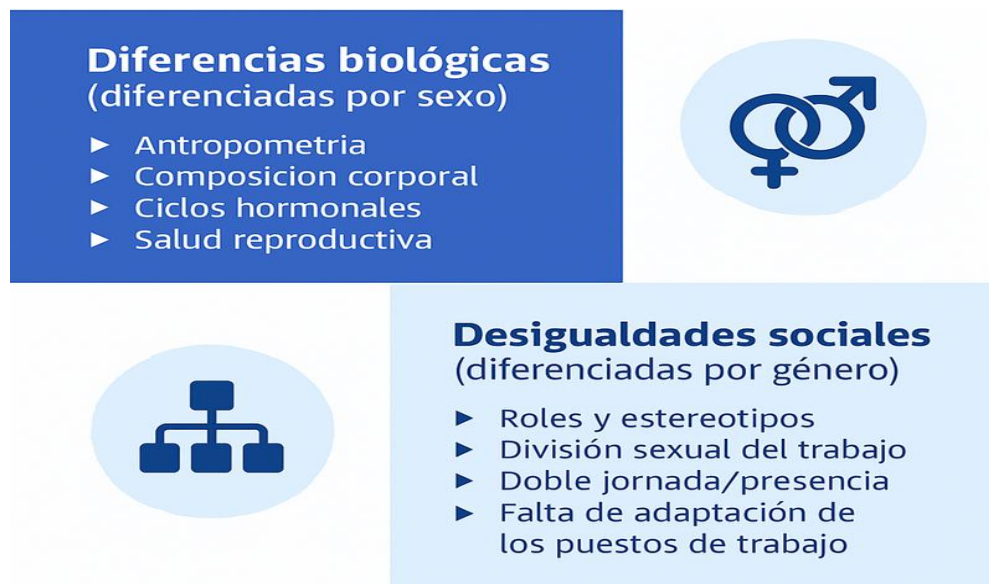 Diferencias biológicas
(diferenciadas por sexo)
► Antropometria
► Composicion corporal
► Ciclos hormonales
► Salud reproductiva
Desigualdades sociales
(diferenciadas por género)
► Roles y estereotipos
► División sexual del trabajo
► Doble jornada/presencia
► Falta de adaptación de
los puestos de trabajo